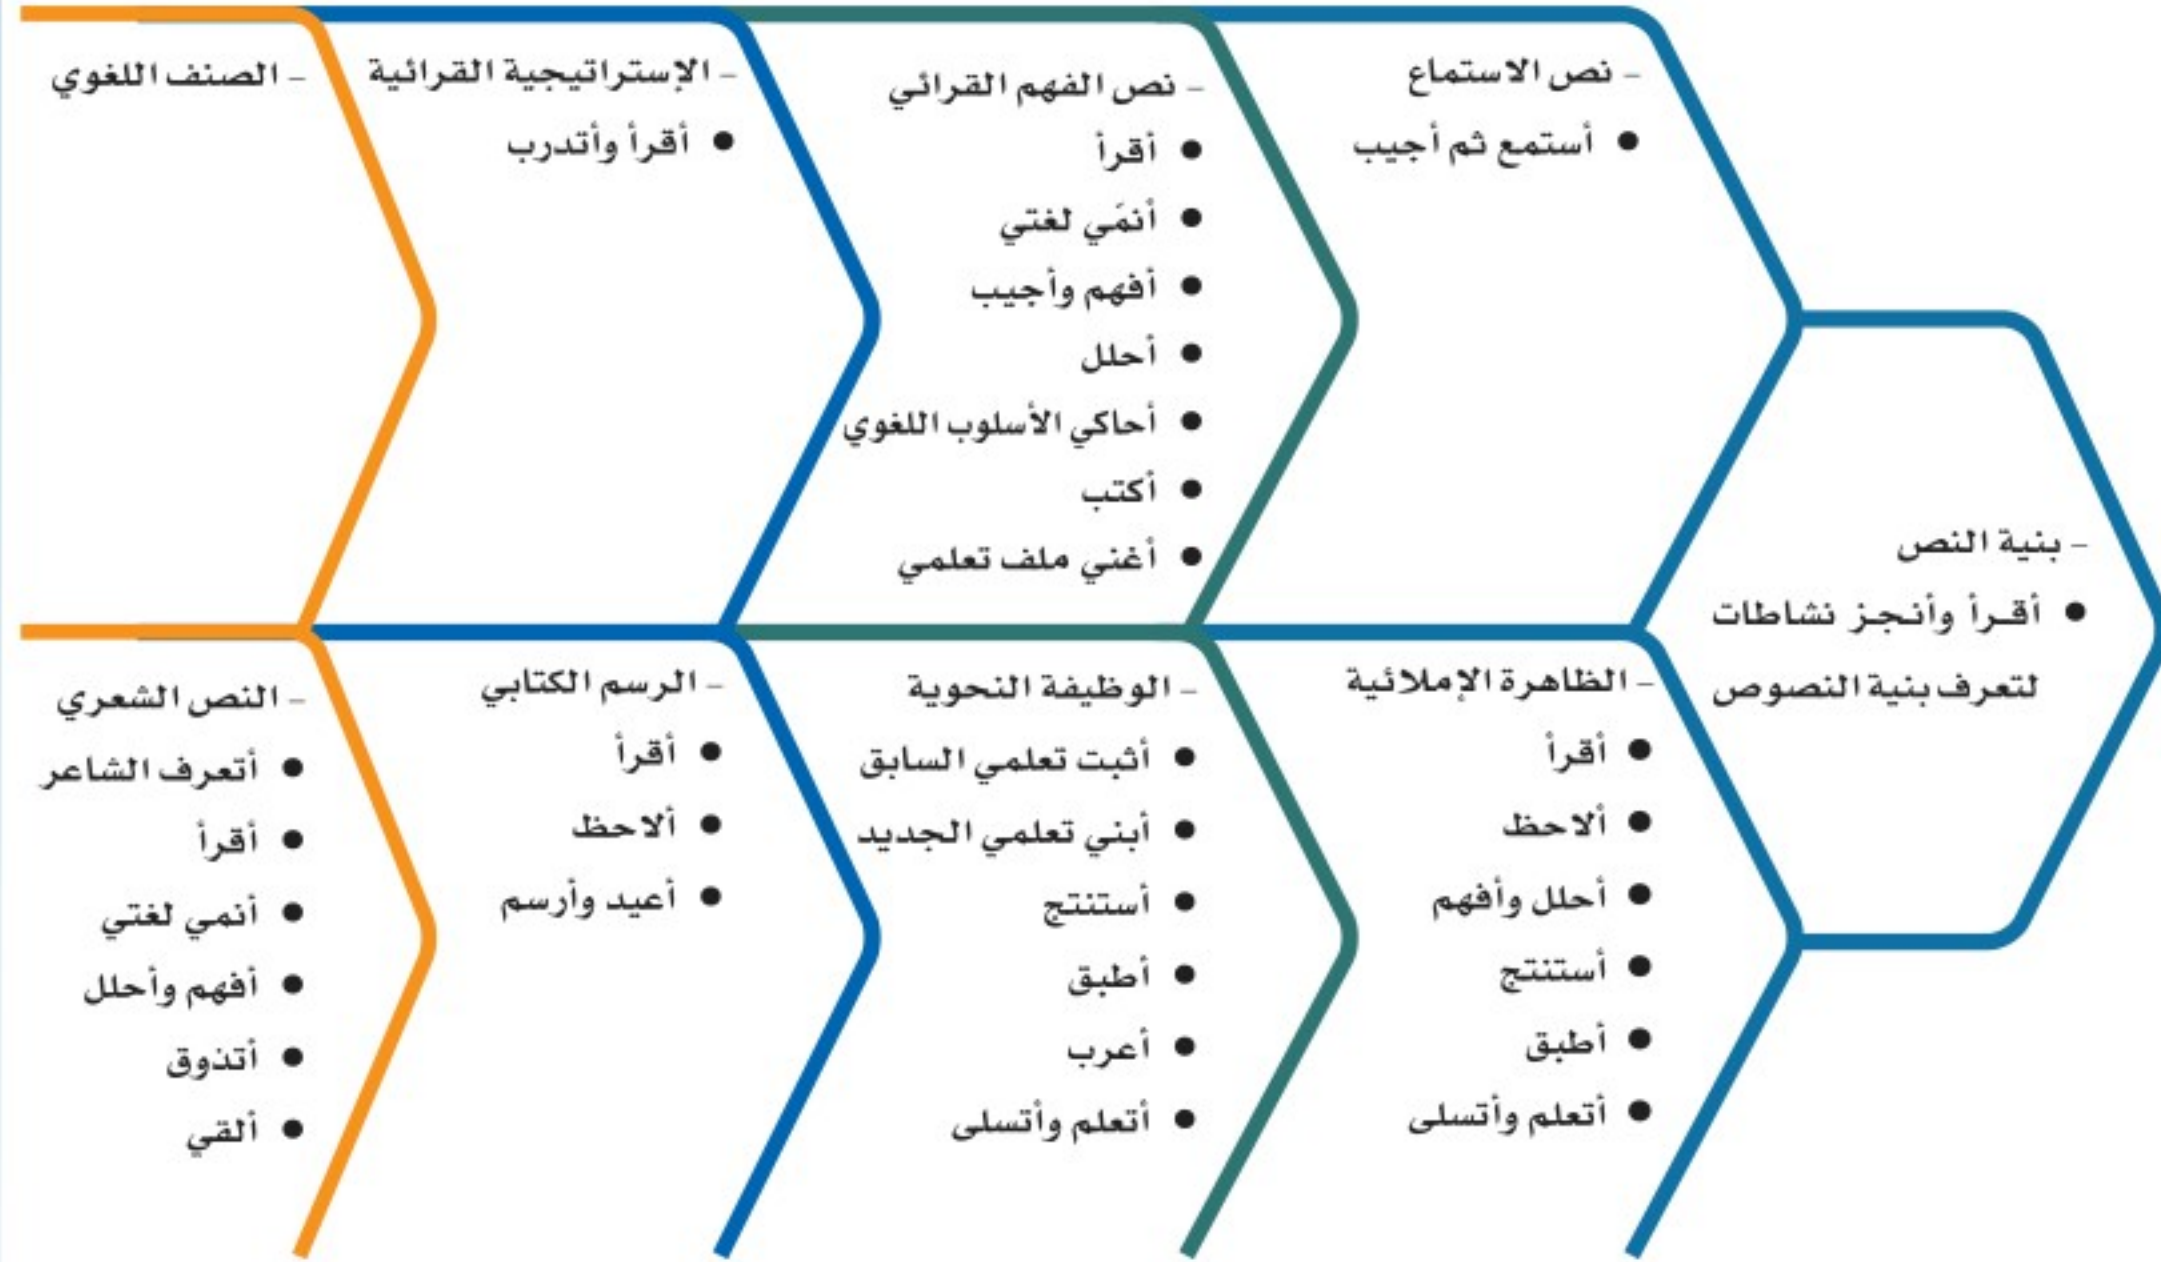 – بنية النص
● أقرأ وأنجز نشاطات
لتعرف بنية النصوص
– نص الاستماع
● أستمع ثم أجيب
– نص الفهم القرائي
● أقرأ
● أنمَي لغتي
● أفهم وأجيب
● أحلل
● أحاكي الأسلوب اللغوي
● أكتب
● أغني ملف تعلمي
– الإستراتيجية القرائية
● أقرأ وأتدرب
– الصنف اللغوي
– الظاهرة الإملائية
● أقرأ
● ألاحظ
● أحلل وأفهم
● أستنتج
● أطبق
● أتعلم وأتسلى
– الوظيفة النحوية
● أثبت تعلمي السابق
● أبني تعلمي الجديد
● أستنتج
● أطبق
● أعرب
● أتعلم وأتسلى
– الرسم الكتابي
● أقرأ
● ألاحظ
● أعيد وأرسم
– النص الشعري
● أتعرف الشاعر
● أقرأ
● أنمي لغتي
● أفهم وأحلل
● أتذوق
● ألقي